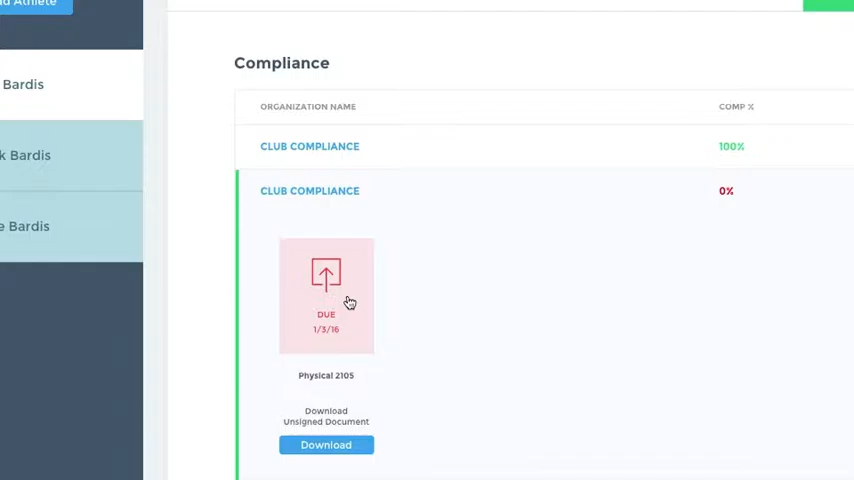 Athlete
Bardis
k Bardis
e Bardis
Compliance
ORGANIZATION NAME COMP %
CLUB COMPLIANCE 100%
CLUB COMPLIANCE 0%
DUE
1/3/16
Physical 2105
Download
Unsigned Document
Download